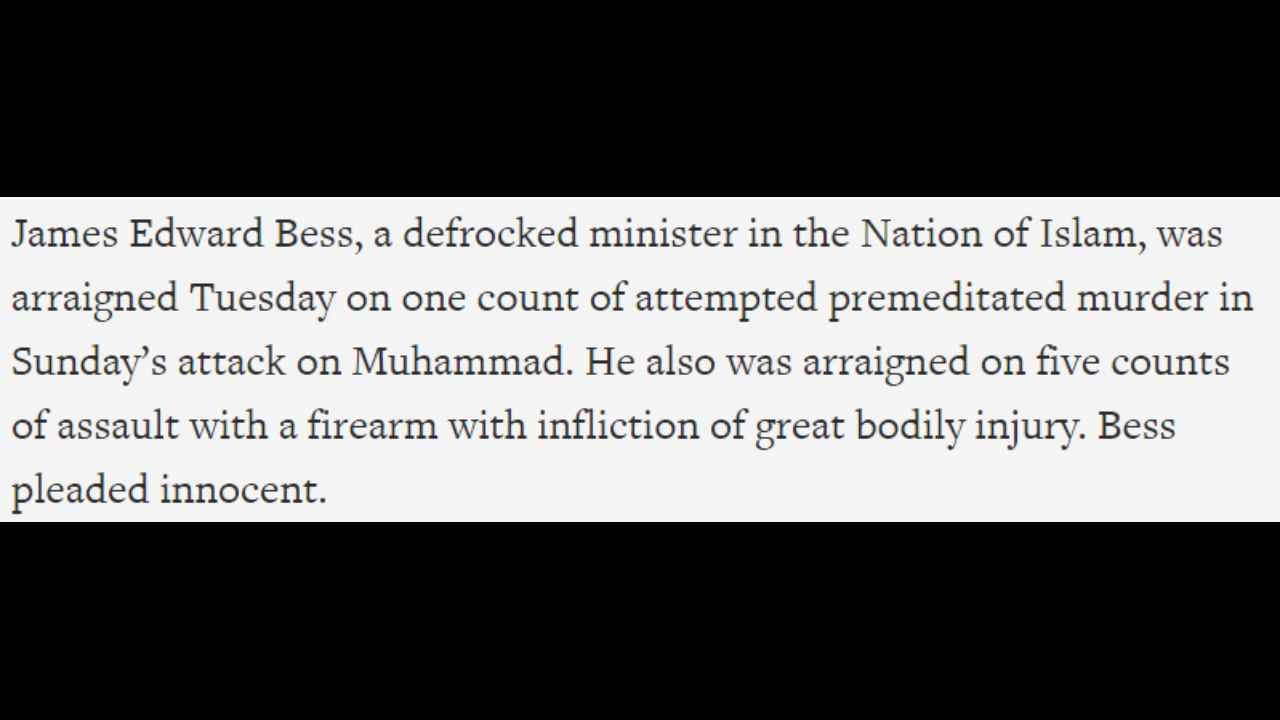 James Edward Bess, a defrocked minister in the Nation of Islam, was
arraigned Tuesday on one count of attempted premeditated murder in
Sunday’s attack on Muhammad. He also was arraigned on five counts
of assault with a firearm with infliction of great bodily injury. Bess
pleaded innocent.